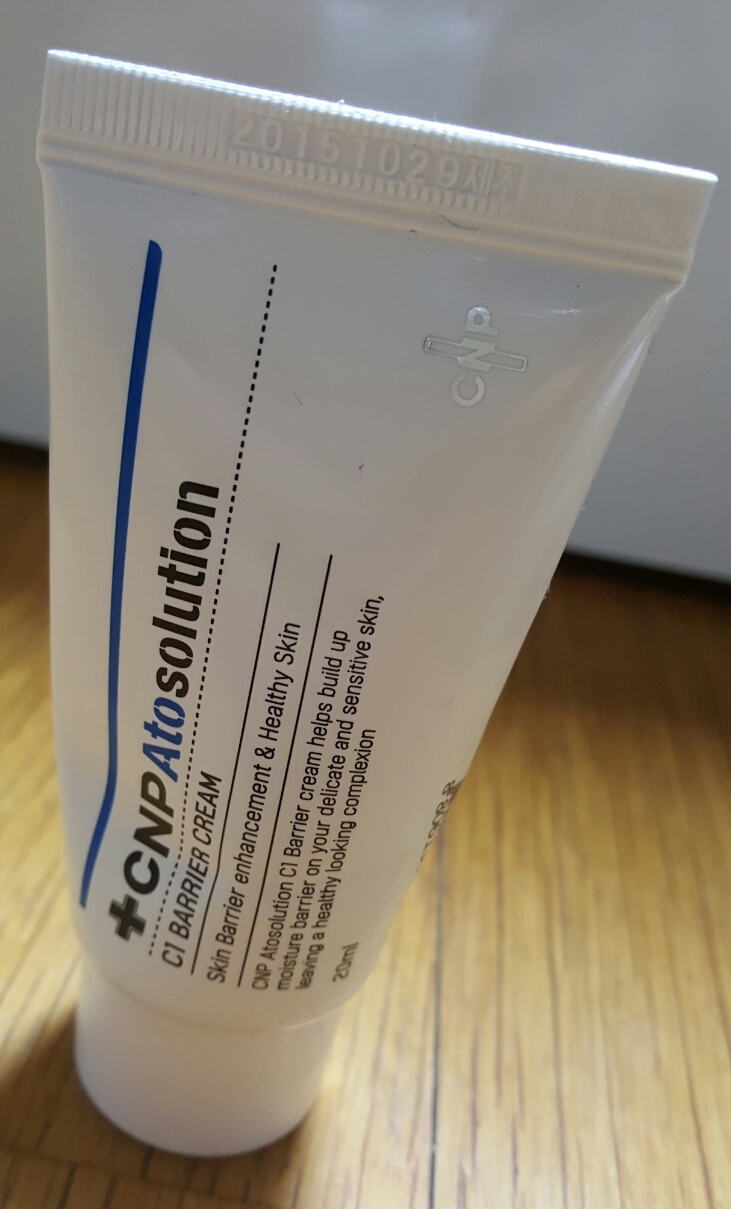 20151029제조
CNP
+CNPAtosolution
C1 BARRIER CREAM
Skin Barrier enhancement & Healthy Skin
CNP Atosolution C1 Barrier cream helps build up
moisture barrier on your delicate and sensitive skin,
leaving a healthy looking complexion
20ml